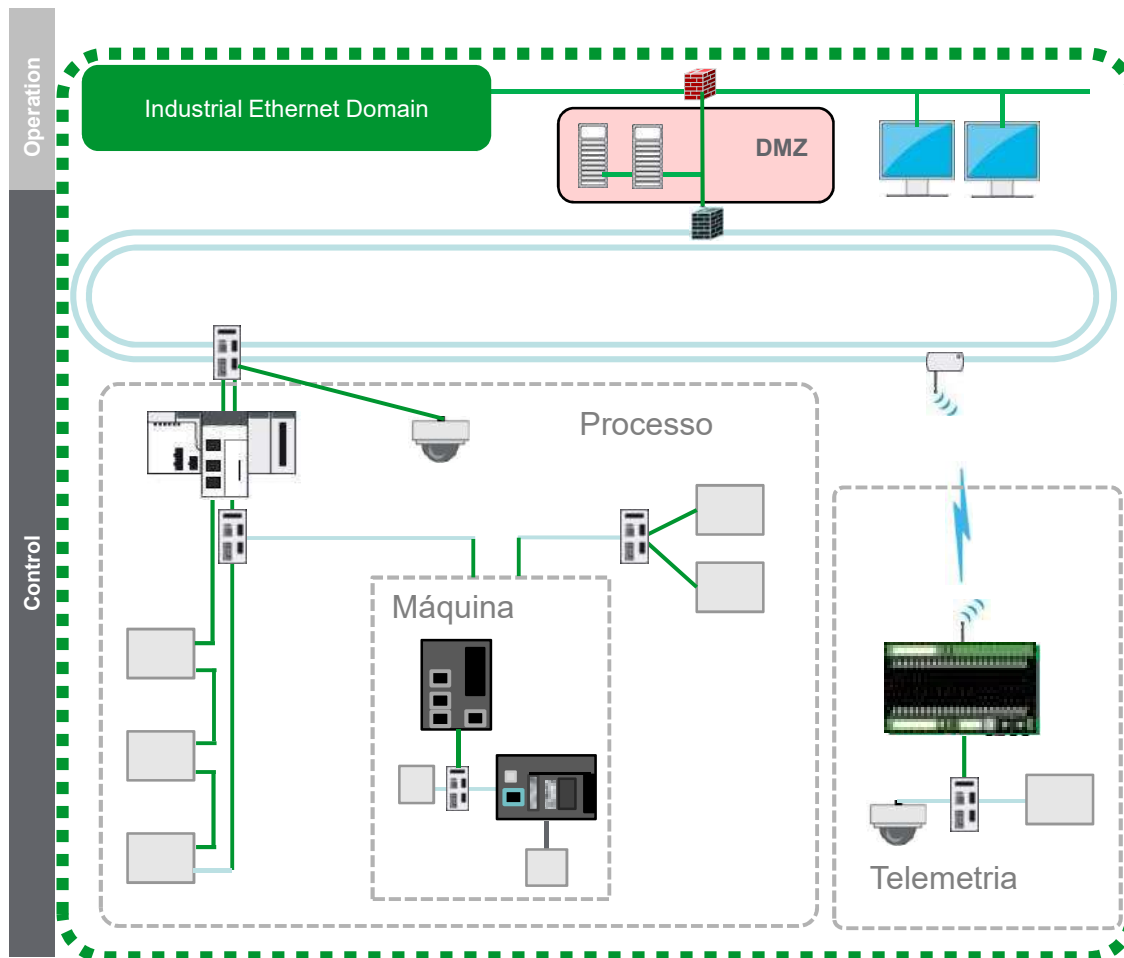 Operation
Industrial Ethernet Domain
DMZ
Control
Processo
Máquina
Telemetria